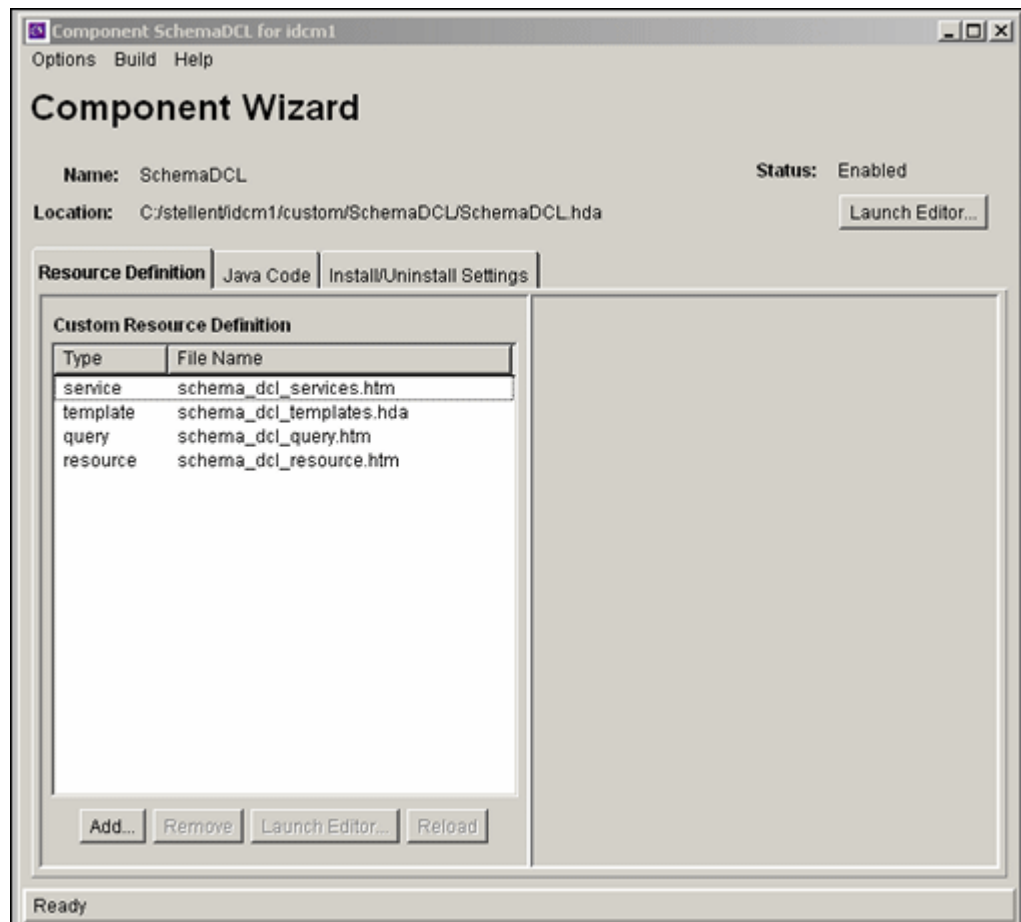 Component SchemaDCL for idcm1
Options Build Help
Component Wizard
Name: SchemaDCL Status: Enabled
Location: C:/stellent/idcm1/custom/SchemaDCL/SchemaDCL.hda Launch Editor...
Resource Definition Java Code Install/Uninstall Settings
Custom Resource Definition
Type File Name
service schema_dcl_services.htm
template schema_dcl_templates.hda
query schema_dcl_query.htm
resource schema_dcl_resource.htm
Add... Remove Launch Editor... Reload
Ready